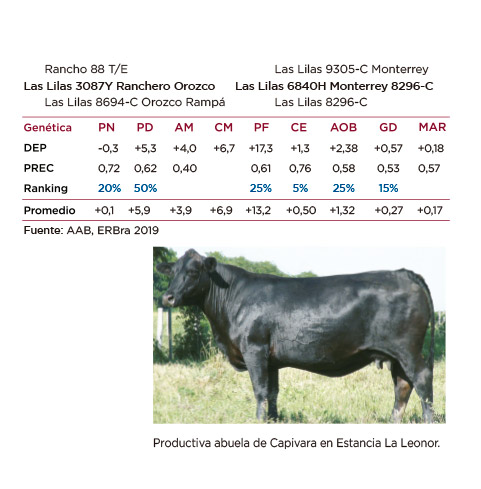 Rancho 88 T/E Las Lilas 9305-C Monterrey
Las Lilas 3087Y Ranchero Orozco Las Lilas 6840H Monterrey 8296-C
Las Lilas 8694-C Orozco Rampá Las Lilas 8296-C
Genética PN PD AM CM PF CE AOB GD MAR
DEP -0,3 +5,3 +4,0 +6,7 +17,3 +1,3 +2,38 +0,57 +0,18
PREC 0,72 0,62 0,40 0,61 0,76 0,58 0,53 0,57
Ranking 20% 50% 25% 5% 25% 15%
Promedio +0,1 +5,9 +3,9 +6,9 +13,2 +0,50 +1,32 +0,27 +0,17
Fuente: AAB, ERBra 2019
Productiva abuela de Capivara en Estancia La Leonor.